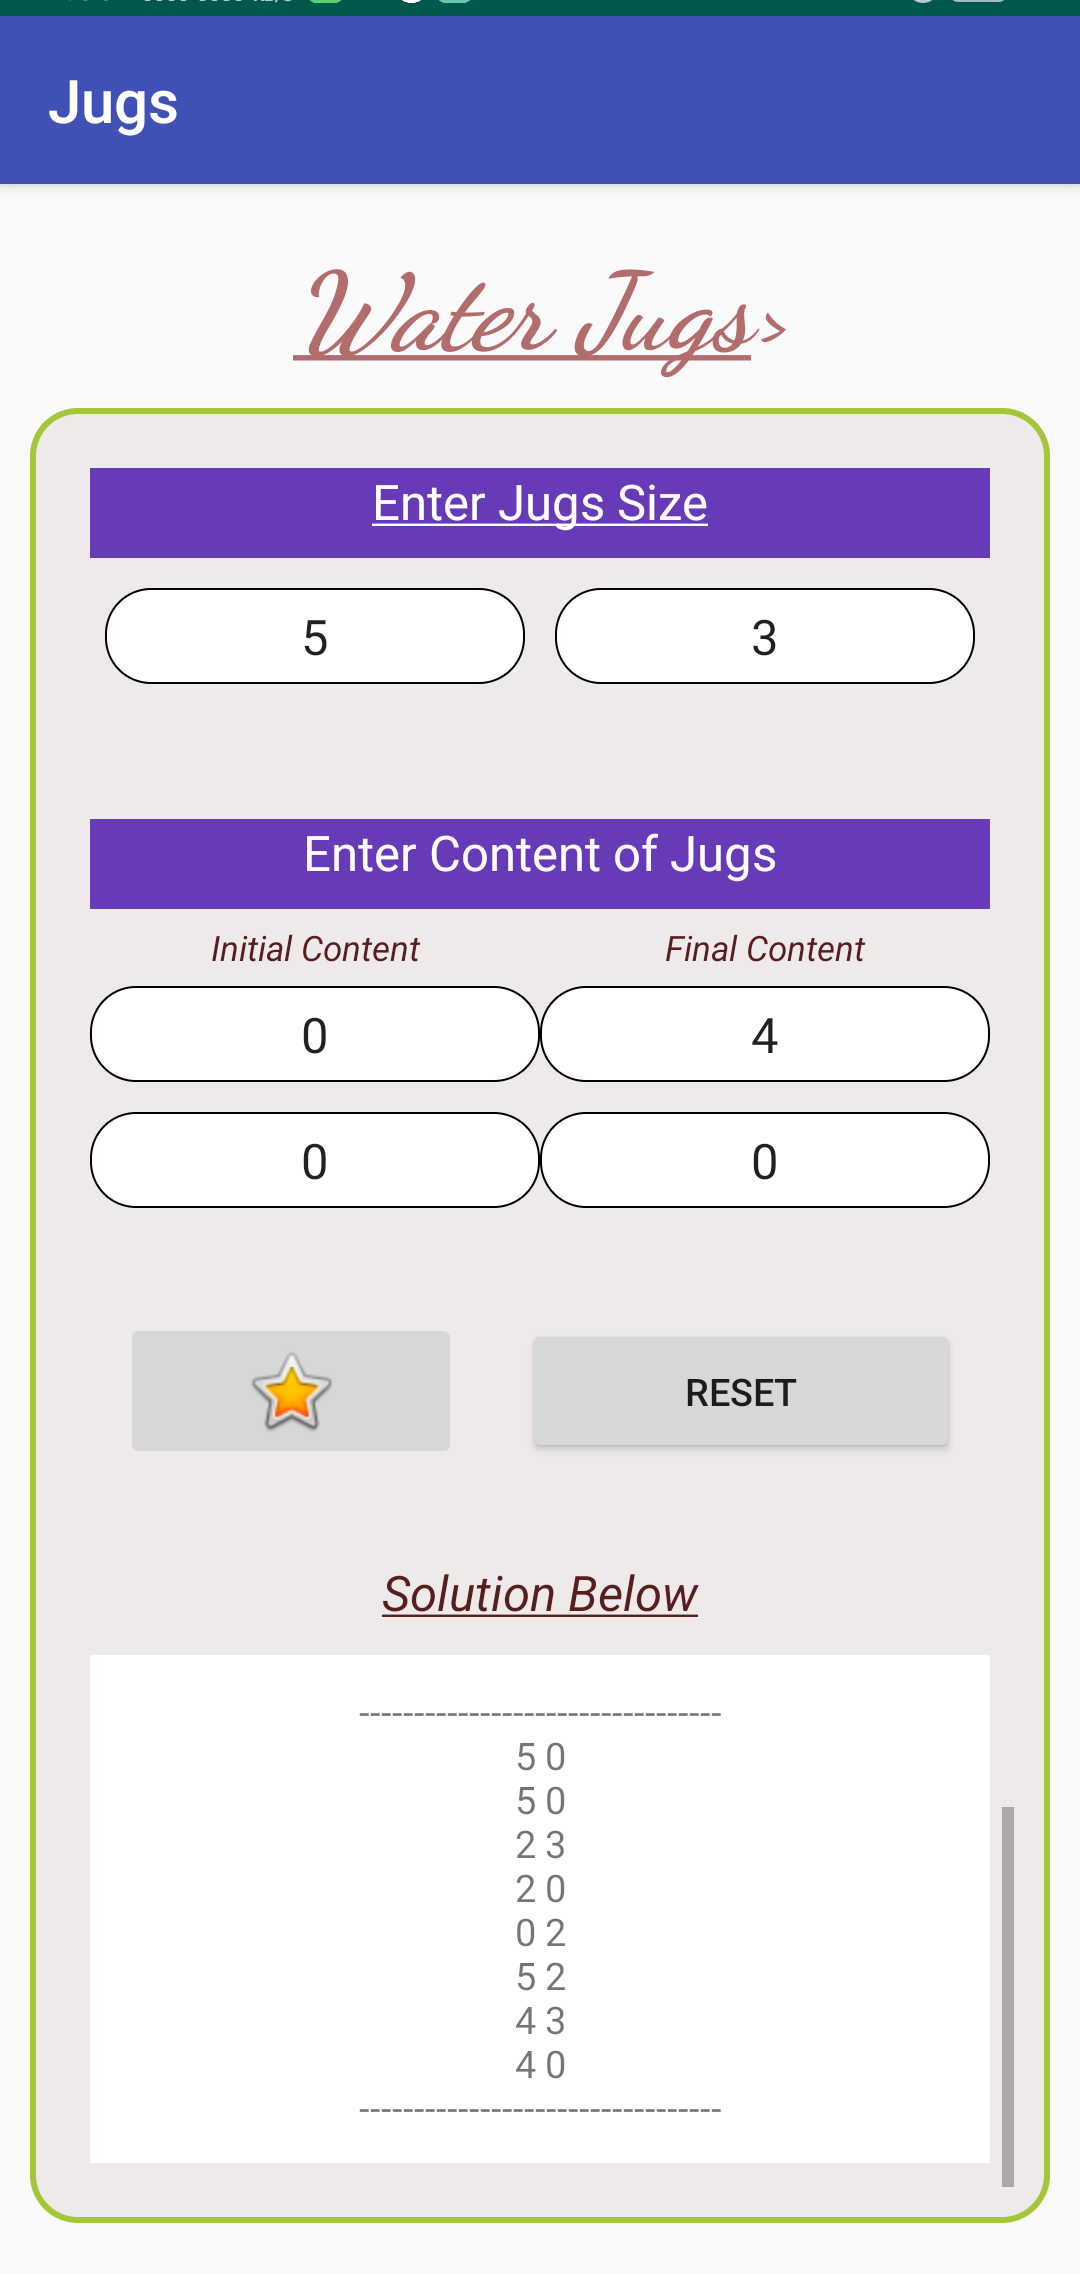 Jugs
Water Jugs>
Enter Jugs Size
5 3
Enter Content of Jugs
Initial Content Final Content
0 4
0 0
RESET
Solution Below
---------------------------------
5 0
5 0
2 3
2 0
0 2
5 2
4 3
4 0
---------------------------------